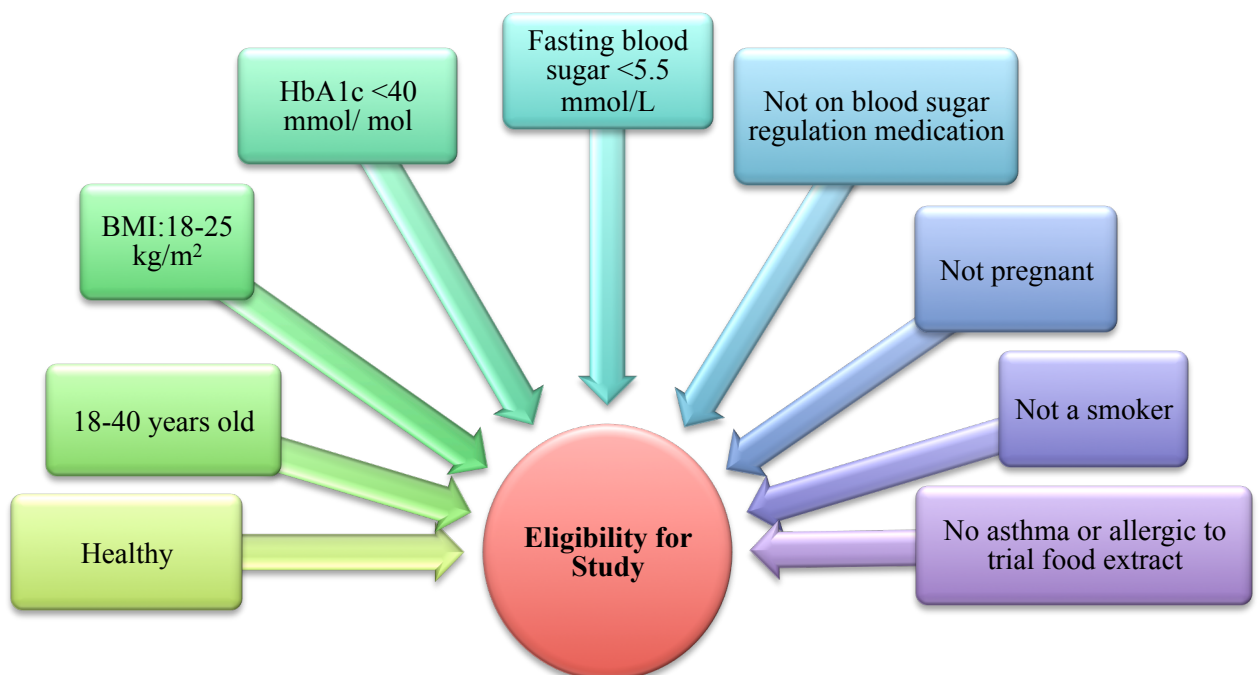 Healthy
18-40 years old
BMI:18-25
kg/m²
HbA1c <40
mmol/ mol
Fasting blood
sugar <5.5
mmol/L
Not on blood sugar
regulation medication
Not pregnant
Not a smoker
No asthma or allergic to
trial food extract
Eligibility for
Study